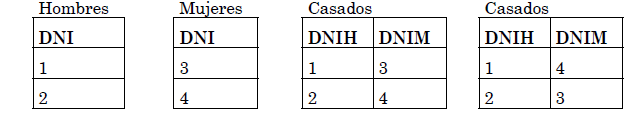 Hombres Mujeres Casados Casados
DNI DNI DNIH DNIM DNIH DNIM
1 3 1 3 1 4
2 4 2 4 2 3